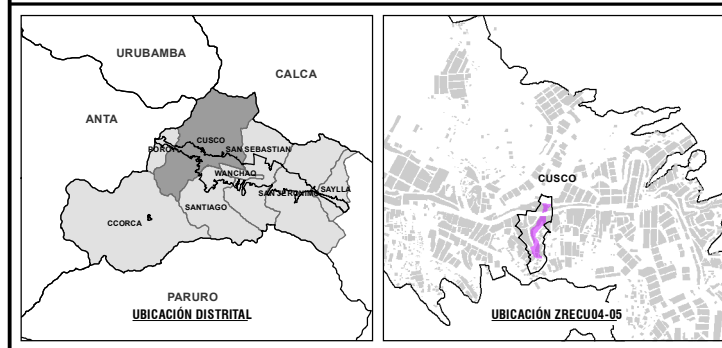 URUBAMBA
CALCA
ANTA
CUSCO
POROY
SAN SEBASTIAN
WANCHAQ
SAN JERONIMO
SAYLLA
SANTIAGO
CCORCA
PARURO
UBICACIÓN DISTRITAL
CUSCO
UBICACIÓN ZRECU04-05